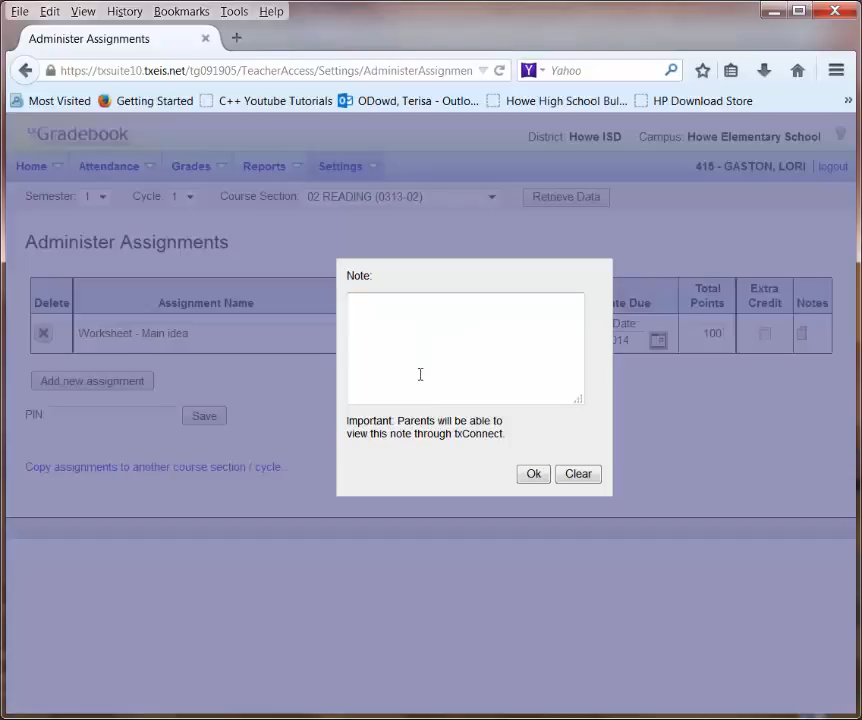 File Edit View History Bookmarks Tools Help
Administer Assignments
https://txsuite10.txeis.net/tg091905/TeacherAccess/Settings/AdministerAssignmen
Yahoo
Most Visited Getting Started C++ Youtube Tutorials ODowd, Terisa - Outlo... Howe High School Bui... HP Download Store
txGradebook
District: Howe ISD Campus: Howe Elementary School
Home Attendance Grades Reports Settings 415 - GASTON, LORI | logout
Semester: 1 Cycle 1 Course Section: 02 READING (0313-02) Retrieve Data
Administer Assignments
Delete Assignment Name te Due Total Points Extra Credit Notes
Worksheet - Main idea Date 014 100
Add new assignment
PIN Save
Copy assignments to another course section / cycle..
Note:
Important: Parents will be able to
view this note through txConnect.
Ok Clear